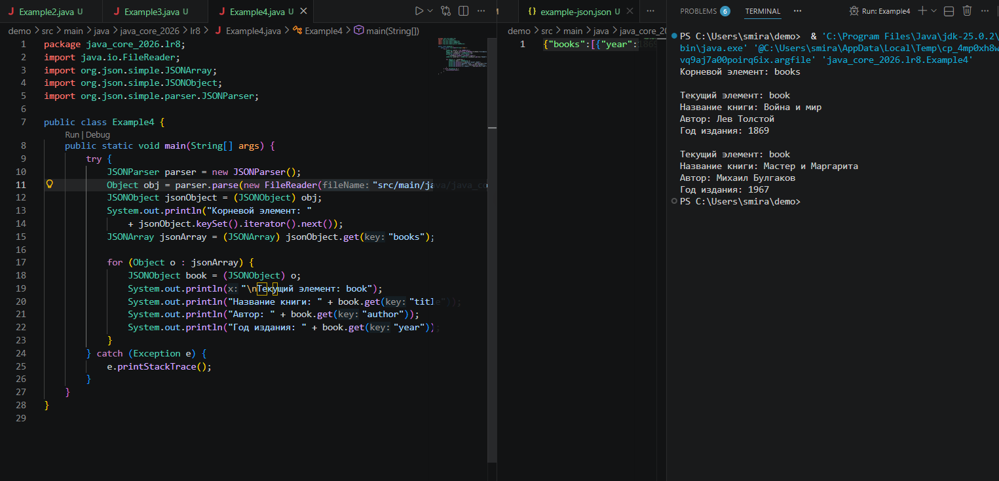 Example2.java U
Example3.java U
Example4.java U
demo > src > main > java > java_core_2026 > lr8 > Example4.java > Example4 > main(String[])
1 package java_core_2026.lr8;
2 import java.io.FileReader;
3 import org.json.simple.JSONArray;
4 import org.json.simple.JSONObject;
5 import org.json.simple.parser.JSONParser;
6
7 public class Example4 {
Run | Debug
8 public static void main(String[] args) {
9 try {
10 JSONParser parser = new JSONParser();
11 Object obj = parser.parse(new FileReader(fileName: "src/main/java/java_co
12 JSONObject jsonObject = (JSONObject) obj;
13 System.out.println("Корневой элемент: "
14 + jsonObject.keySet().iterator().next());
15 JSONArray jsonArray = (JSONArray) jsonObject.get(key: "books");
16
17 for (Object o : jsonArray) {
18 JSONObject book = (JSONObject) o;
19 System.out.println(x: "\nТекущий элемент: book");
20 System.out.println("Название книги: " + book.get(key: "title"));
21 System.out.println("Автор: " + book.get(key: "author"));
22 System.out.println("Год издания: " + book.get(key: "year"));
23 }
24 } catch (Exception e) {
25 e.printStackTrace();
26 }
27 }
28 }
29
{} example-json.json U
demo > src > main > java > java_core_20
1 {"books":[{"year":1869
PROBLEMS 6
TERMINAL
Run: Example4
PS C:\Users\smira\demo> & 'C:\Program Files\Java\jdk-25.0.2\
bin\java.exe' '@C:\Users\smira\AppData\Local\Temp\cp_4mp0xh8w
vq9aj7a00poirq6ix.argfile' 'java_core_2026.lr8.Example4'
Корневой элемент: books
Текущий элемент: book
Название книги: Война и мир
Автор: Лев Толстой
Год издания: 1869
Текущий элемент: book
Название книги: Мастер и Маргарита
Автор: Михаил Булгаков
Год издания: 1967
PS C:\Users\smira\demo>